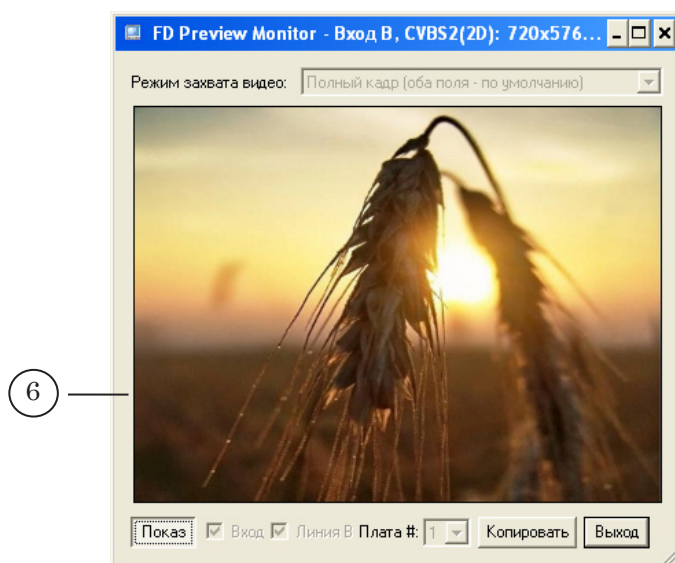 FD Preview Monitor - Вход B, CVBS2(2D): 720x576...
Режим захвата видео: Полный кадр (оба поля - по умолчанию)
6
Показ Вход Линия B Плата #: 1 Копировать Выход